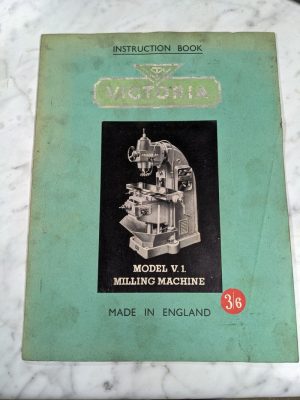 INSTRUCTION BOOK
VICTORIA
MODEL V.1.
MILLING MACHINE
MADE IN ENGLAND
3/6